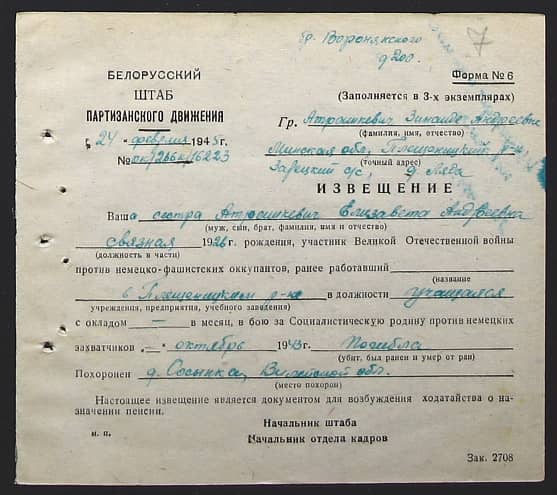 гр. Воронянского
д 200.
7
БЕЛОРУССКИЙ
ШТАБ
ПАРТИЗАНСКОГО ДВИЖЕНИЯ
Форма № 6
(Заполняется в 3-х экземплярах)
„24 февраля 1945г.
Гр. Атрошкевич Зинаиде Андреевне
(фамилия, имя, отчество)
Минская обл. Плещеницкий р-н
(точный адрес)
Зарецкий с/с, д. Ляда
ИЗВЕЩЕНИЕ
Ваша сестра Атрошкевич Елизавета Андреевна
(муж, сын, брат, фамилия, имя и отчество)
связная 1926 г. рождения, участник Великой Отечественной войны
(должность в части)
против немецко-фашистских оккупантов, ранее работавший
(название
в Плещеницком р-не в должности учащаяся
учреждения, предприятия, учебного заведения)
с окладом — в месяц, в бою за Социалистическую родину против немецких
захватчиков „—" октябрь 1943г. погибла
(убит, был ранен и умер от ран)
Похоронен д. Сосынка, Вилейской обл.
(место похорон)
Настоящее извещение является документом для возбуждения ходатайства о назначении пенсии.
Начальник штаба
м. п.
Начальник отдела кадров
Зак. 2708